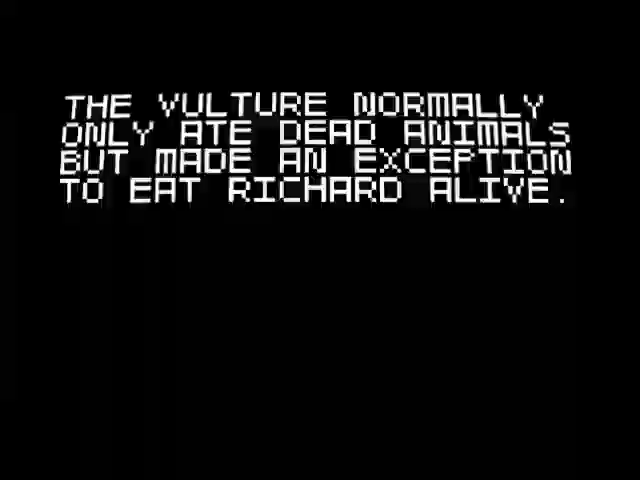 THE VULTURE NORMALLY
ONLY ATE DEAD ANIMALS
BUT MADE AN EXCEPTION
TO EAT RICHARD ALIVE.